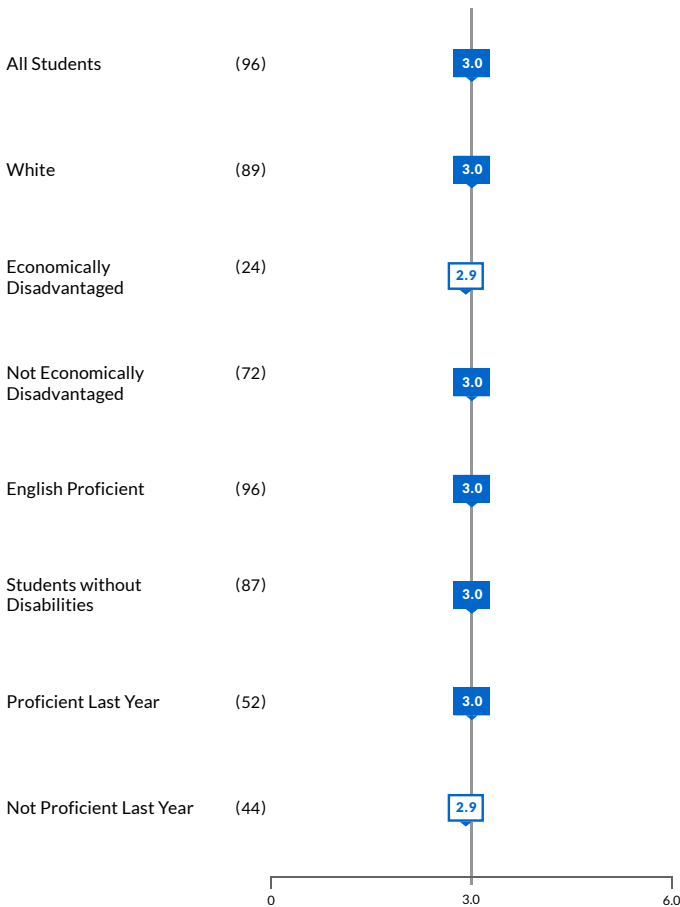 All Students (96) 3.0
White (89) 3.0
Economically (24) 2.9
Disadvantaged
Not Economically (72) 3.0
Disadvantaged
English Proficient (96) 3.0
Students without (87) 3.0
Disabilities
Proficient Last Year (52) 3.0
Not Proficient Last Year (44) 2.9
0 3.0 6.0